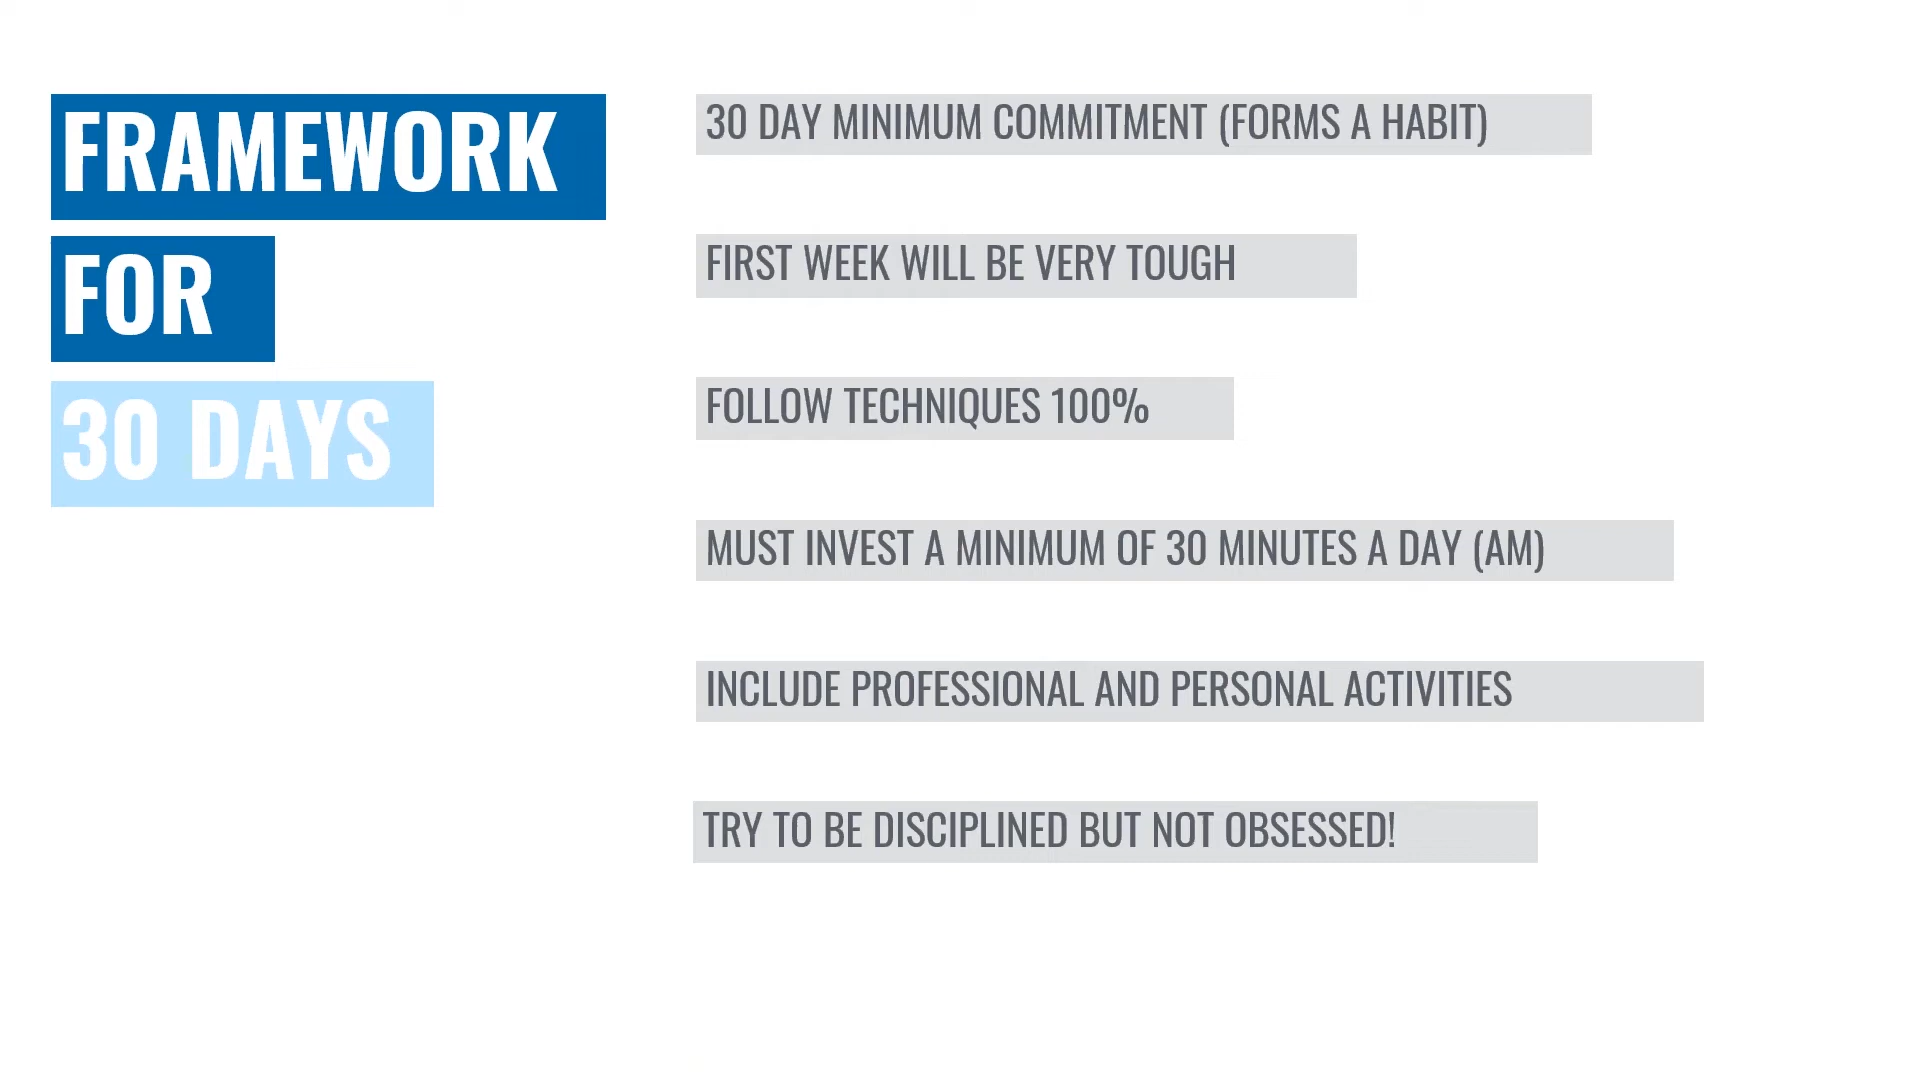 FRAMEWORK
FOR
30 DAYS
30 DAY MINIMUM COMMITMENT (FORMS A HABIT)
FIRST WEEK WILL BE VERY TOUGH
FOLLOW TECHNIQUES 100%
MUST INVEST A MINIMUM OF 30 MINUTES A DAY (AM)
INCLUDE PROFESSIONAL AND PERSONAL ACTIVITIES
TRY TO BE DISCIPLINED BUT NOT OBSESSED!